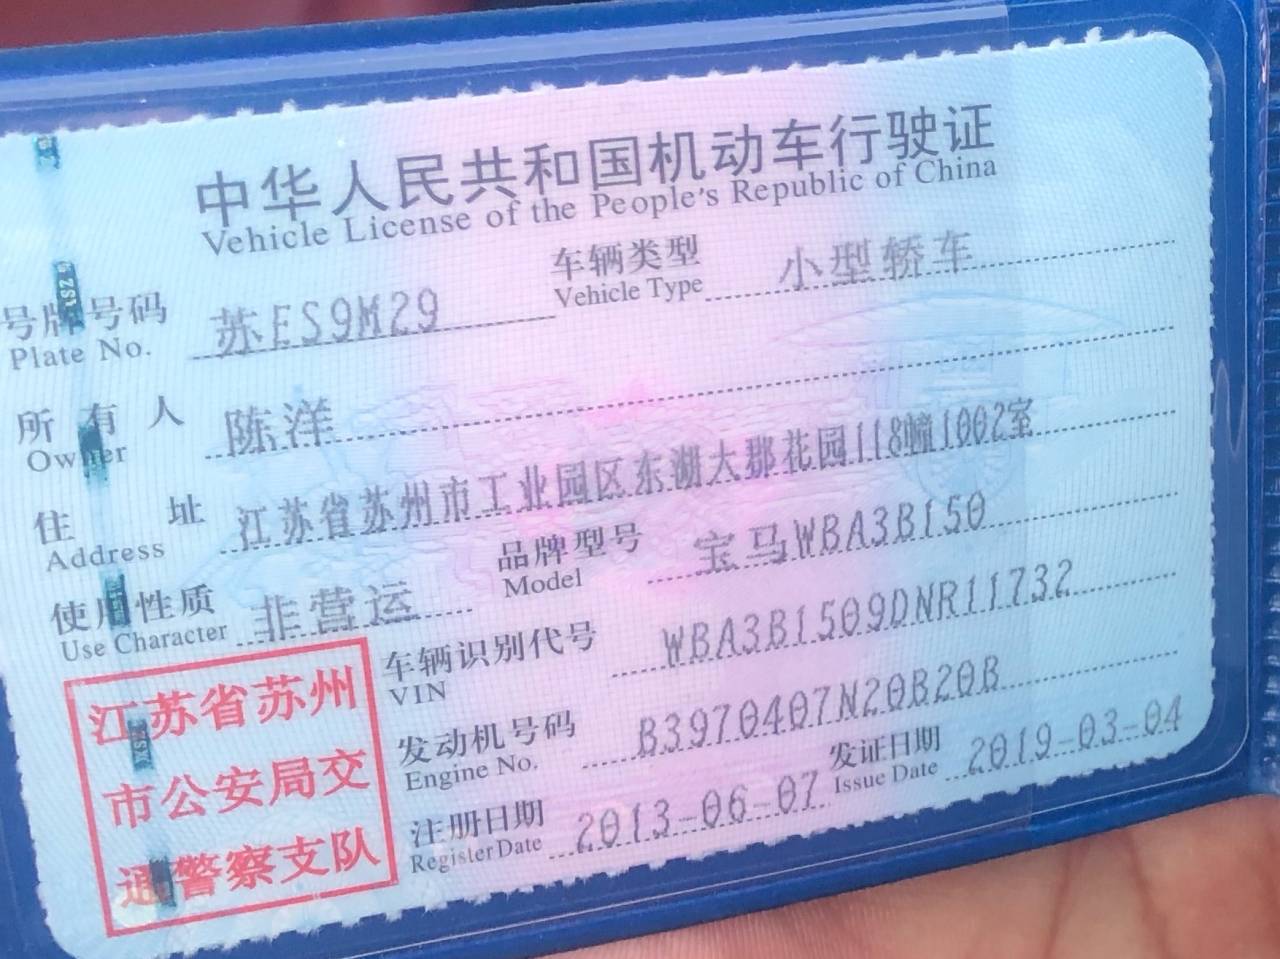 中华人民共和国机动车行驶证
Vehicle License of the People's Republic of China
号牌号码 苏ES9M29 车辆类型 小型轿车
Plate No. Vehicle Type
所有人 陈洋
Owner
住址 江苏省苏州市工业园区东湖大郡花园118幢1002室
Address
使用性质 非营运 品牌型号 宝马WBA3B150
Use Character Model
车辆识别代号 WBA3B1509DNR11732
VIN
发动机号码 B3970407N20B20B
Engine No.
注册日期 2013-06-07 发证日期 2019-03-04
Register Date Issue Date
江苏省苏州
市公安局交
通警察支队